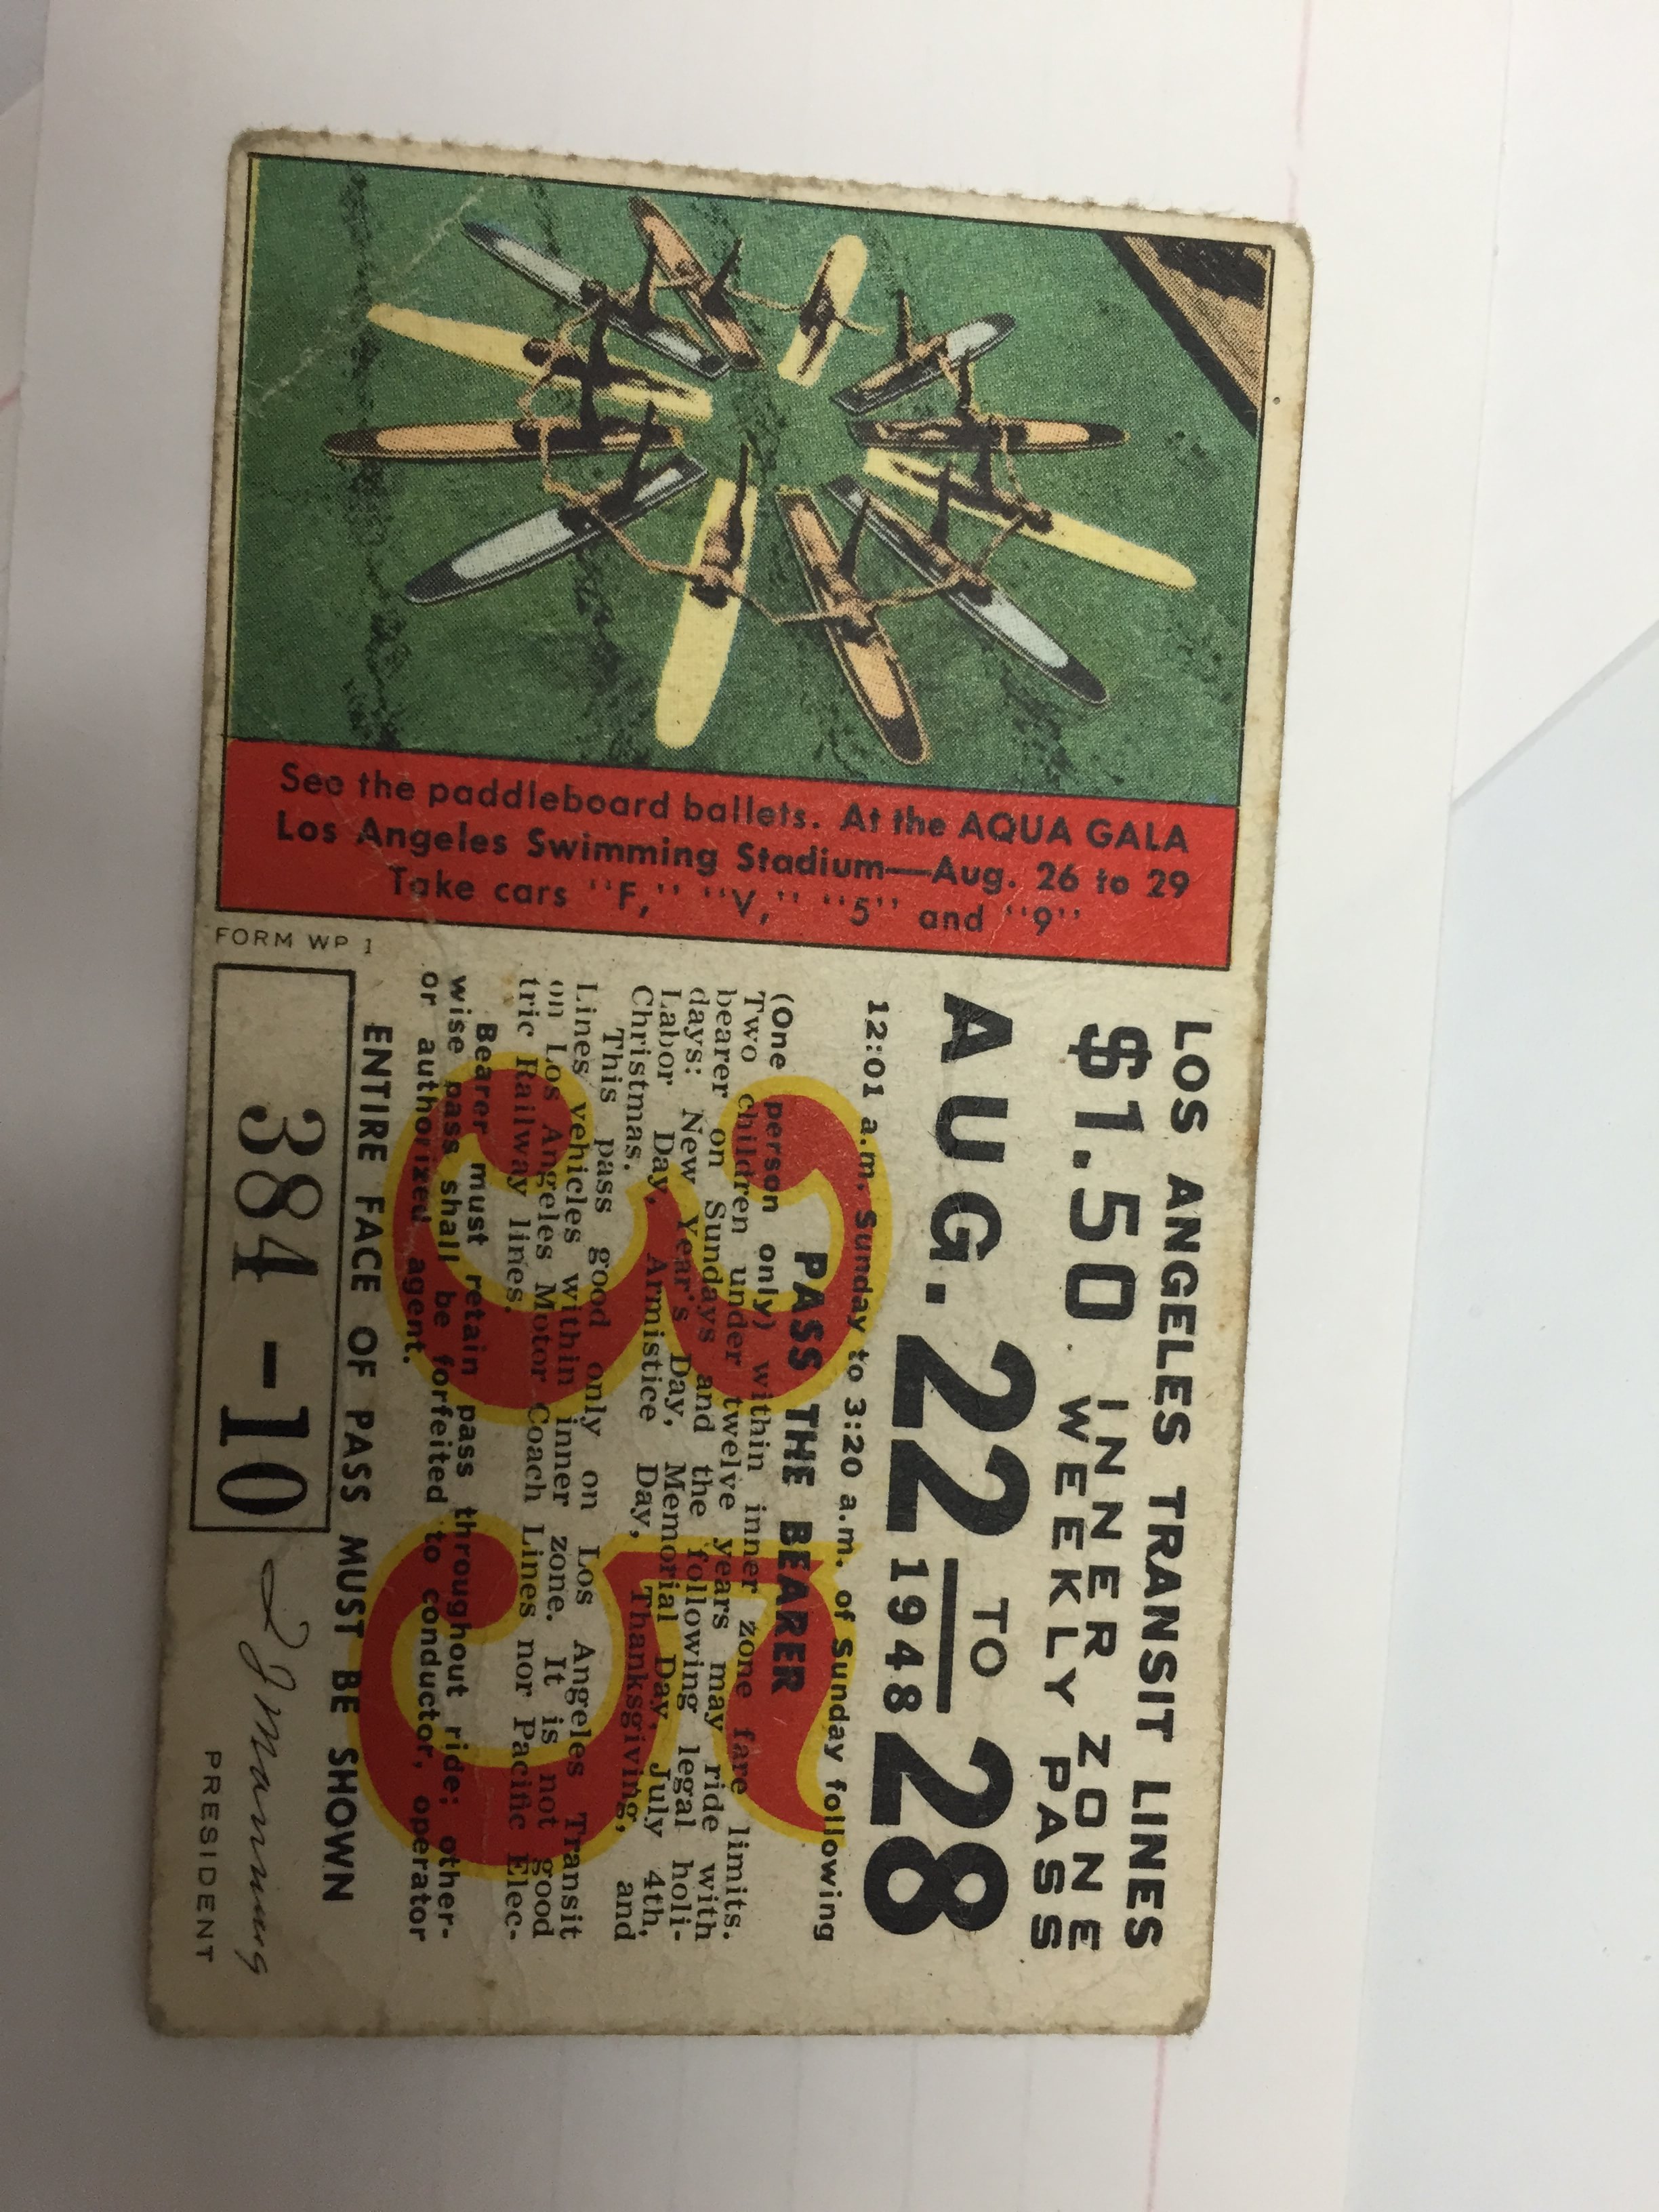 See the paddleboard ballets. At the AQUA GALA
Los Angeles Swimming Stadium—Aug. 26 to 29
Take cars "F," "V," "5" and "9"
FORM WP 1
LOS ANGELES TRANSIT LINES
$1.50 INNER ZONE
WEEKLY PASS
AUG. 22 TO 28
1948
12:01 a.m. Sunday to 3:20 a.m. of Sunday following
PASS THE BEARER
(One person only) within inner zone fare limits.
Two children under twelve years may ride with
bearer on Sundays and the following legal holi-
days: New Year's Day, Memorial Day, July 4th,
Labor Day, Armistice Day, Thanksgiving, and
Christmas.
This pass good only on Los Angeles Transit
Lines vehicles within inner zone. It is not good
on Los Angeles Motor Coach Lines nor Pacific Elec-
tric Railway lines.
Bearer must retain pass throughout ride; other-
wise pass shall be forfeited to conductor, operator
or authorized agent.
35
ENTIRE FACE OF PASS MUST BE SHOWN
384-10
Manning
PRESIDENT